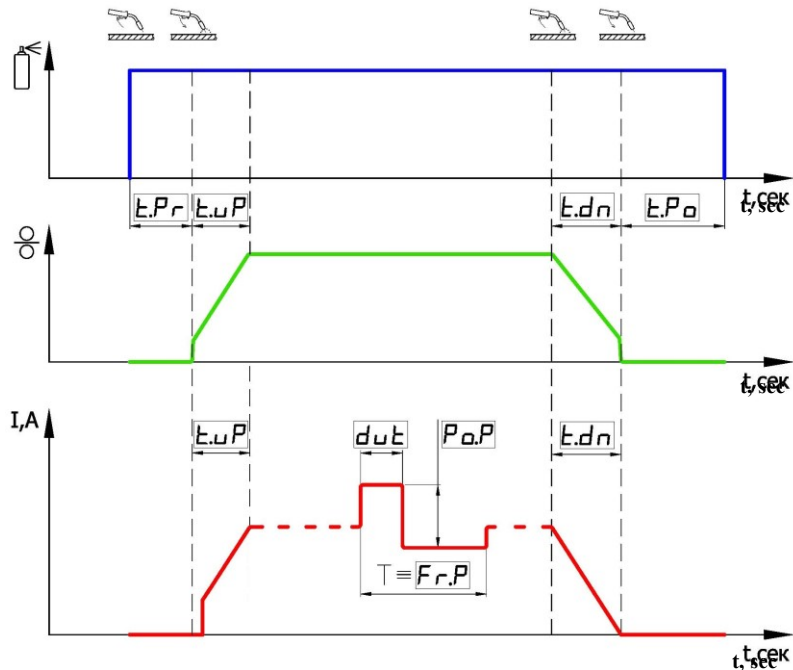 t.Pr
t.uP
t.dn
t.Po
t,сек
t, sec
t,сек
t, sec
I,A
t.uP
dut
Po.P
t.dn
T ≡ Fr.P
t,сек
t, sec